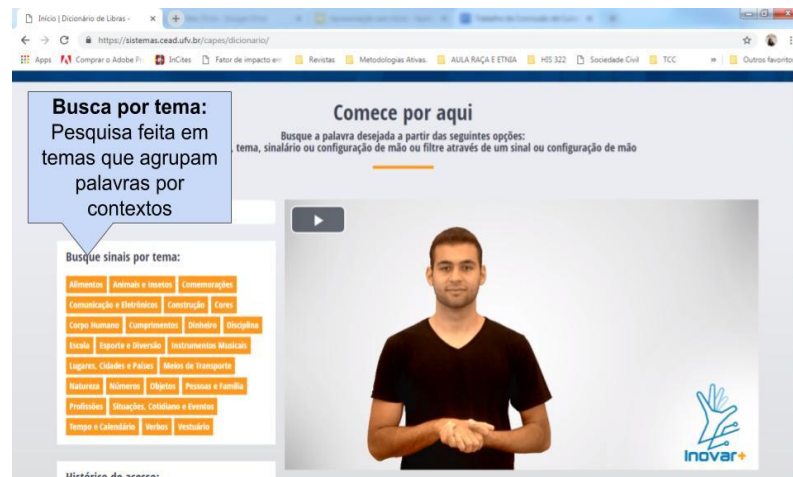 Início | Dicionário de Libras -
https://sistemas.cead.ufv.br/capes/dicionario/
Apps
Comprar o Adobe P
InCites
Fator de impacto em
Revistas
Metodologias Ativas.
AULA RAÇA E ETNIA
HIS 322
Sociedade Civil
TCC
»
Outros favoritos
Busca por tema:
Pesquisa feita em
temas que agrupam
palavras por
contextos
Comece por aqui
Busque a palavra desejada a partir das seguintes opções:
, tema, sinalário ou configuração de mão ou filtre através de um sinal ou configuração de mão
Busque sinais por tema:
Alimentos Animais e Insetos Comemorações
Comunicação e Eletrônicos Construção Cores
Corpo Humano Cumprimentos Dinheiro Disciplina
Escola Esporte e Diversão Instrumentos Musicais
Lugares, Cidades e Países Meios de Transporte
Natureza Números Objetos Pessoas e Família
Profissões Situações, Cotidiano e Eventos
Tempo e Calendário Verbos Vestuário
Inovar+
Histórico de acesso: